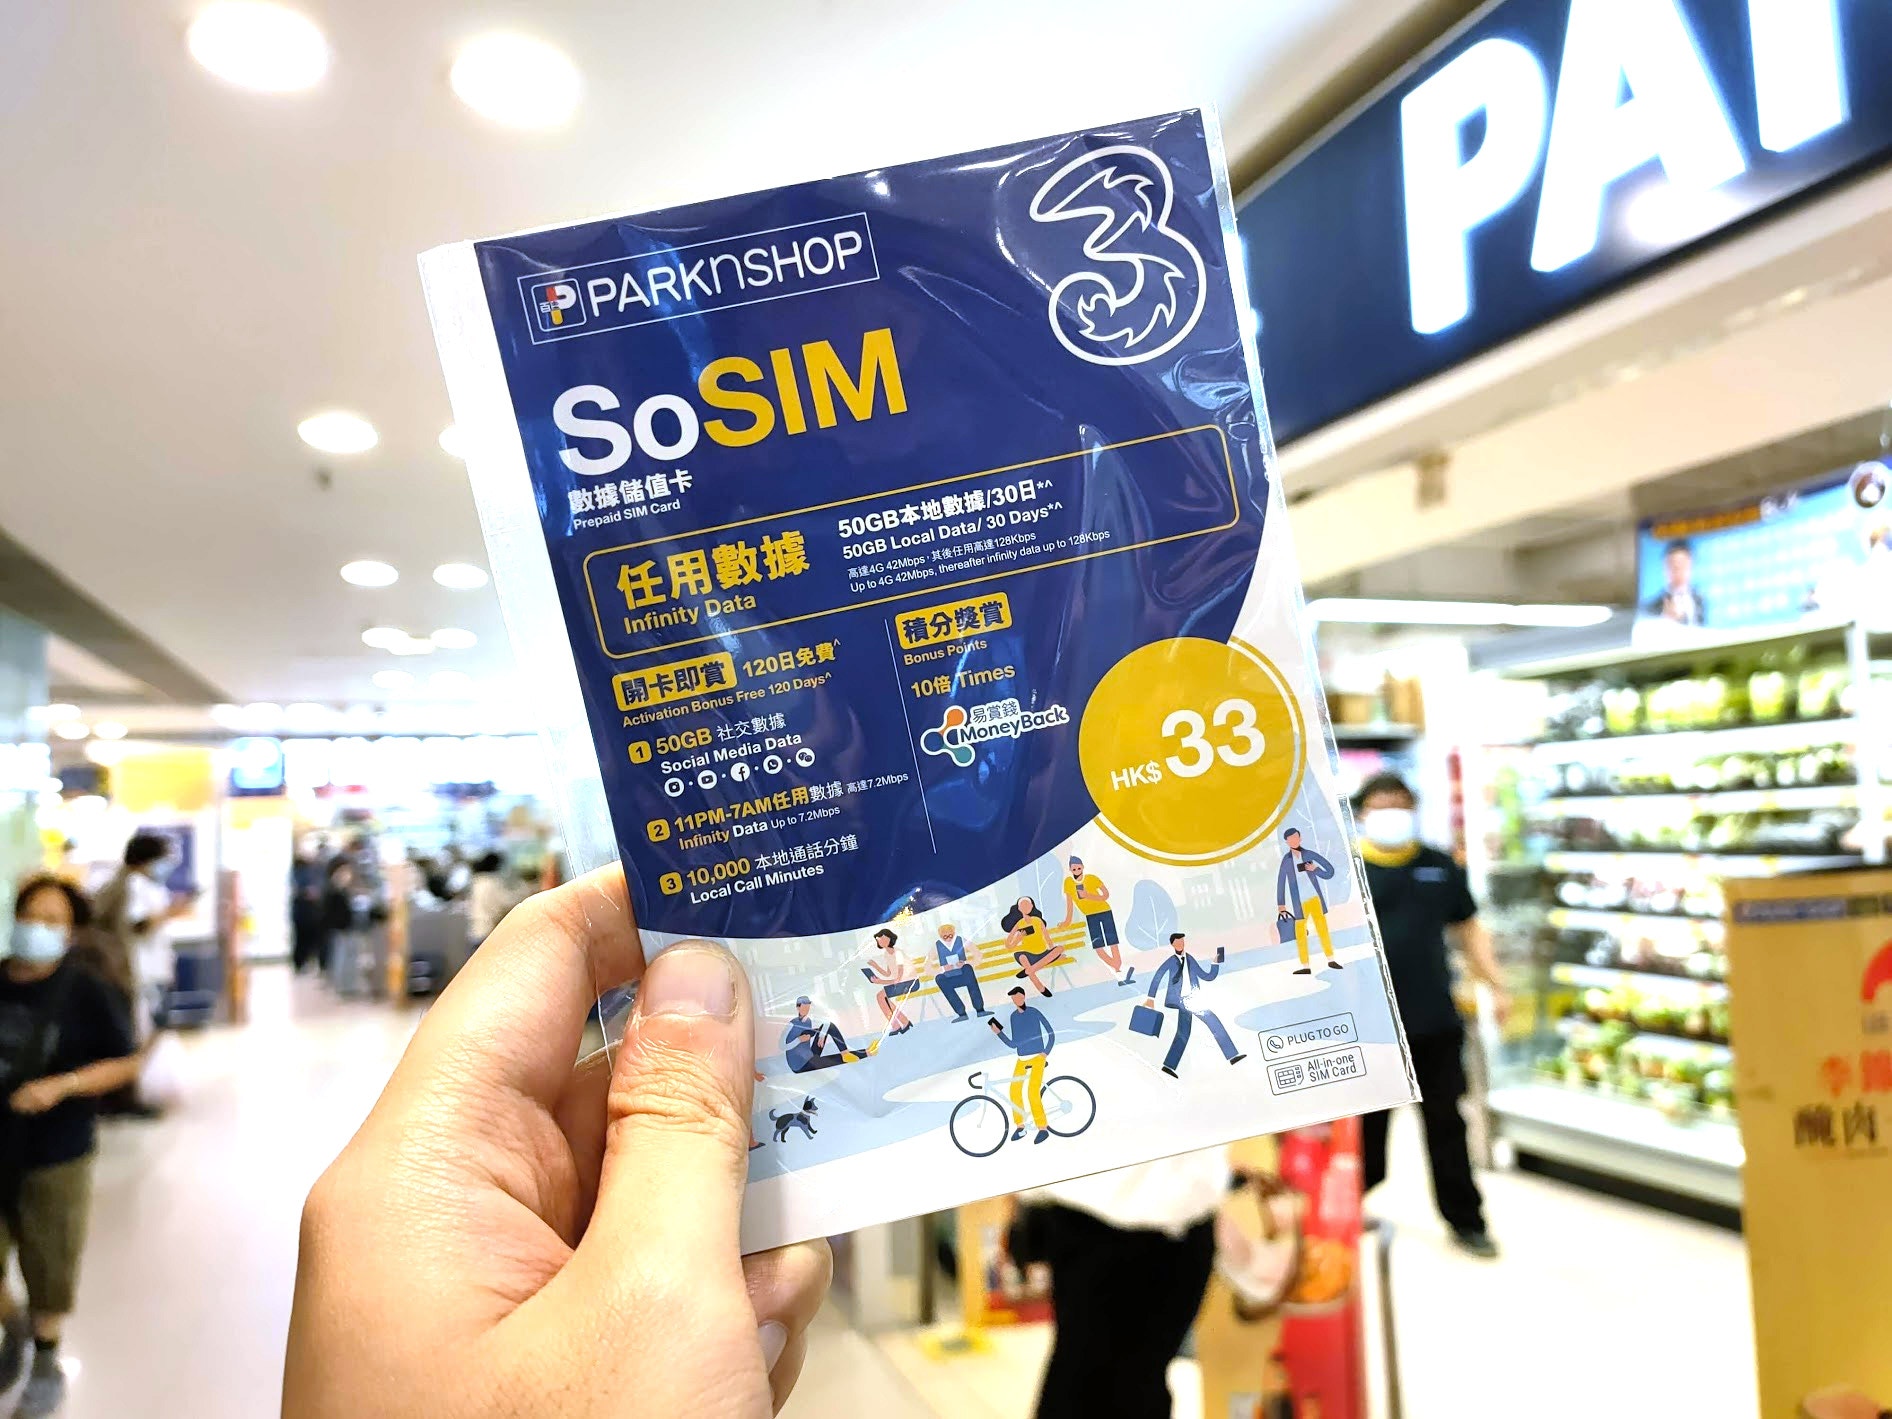 PARKnSHOP
百佳
3
SoSIM
數據儲值卡
Prepaid SIM Card
任用數據
Infinity Data
50GB本地數據/30日*^
50GB Local Data/ 30 Days*^
高達4G 42Mbps，其後任用高達128Kbps
Up to 4G 42Mbps, thereafter infinity data up to 128Kbps
開卡即賞 120日免費^
Activation Bonus Free 120 Days^
1 50GB 社交數據
Social Media Data
2 11PM-7AM任用數據 高達7.2Mbps
Infinity Data Up to 7.2Mbps
3 10,000 本地通話分鐘
Local Call Minutes
積分獎賞
Bonus Points
10倍 Times
易賞錢
MoneyBack
HK$33
PLUG TO GO
All-in-one
SIM Card
PA
醃肉